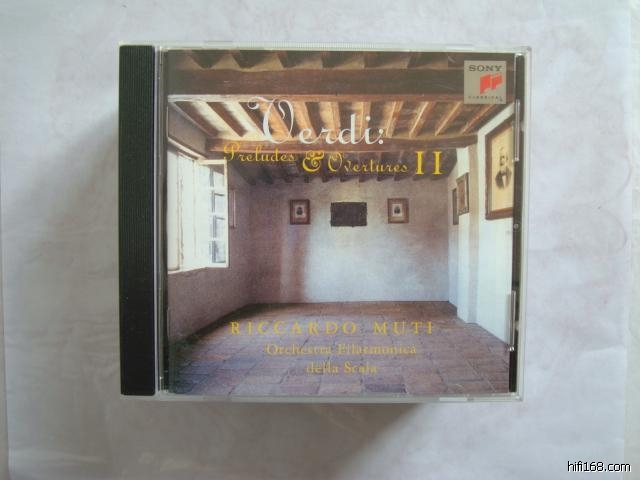 SONY
CLASSICAL
Verdi:
Preludes & Overtures II
RICCARDO MUTI
Orchestra Filarmonica
della Scala
hifi168.com